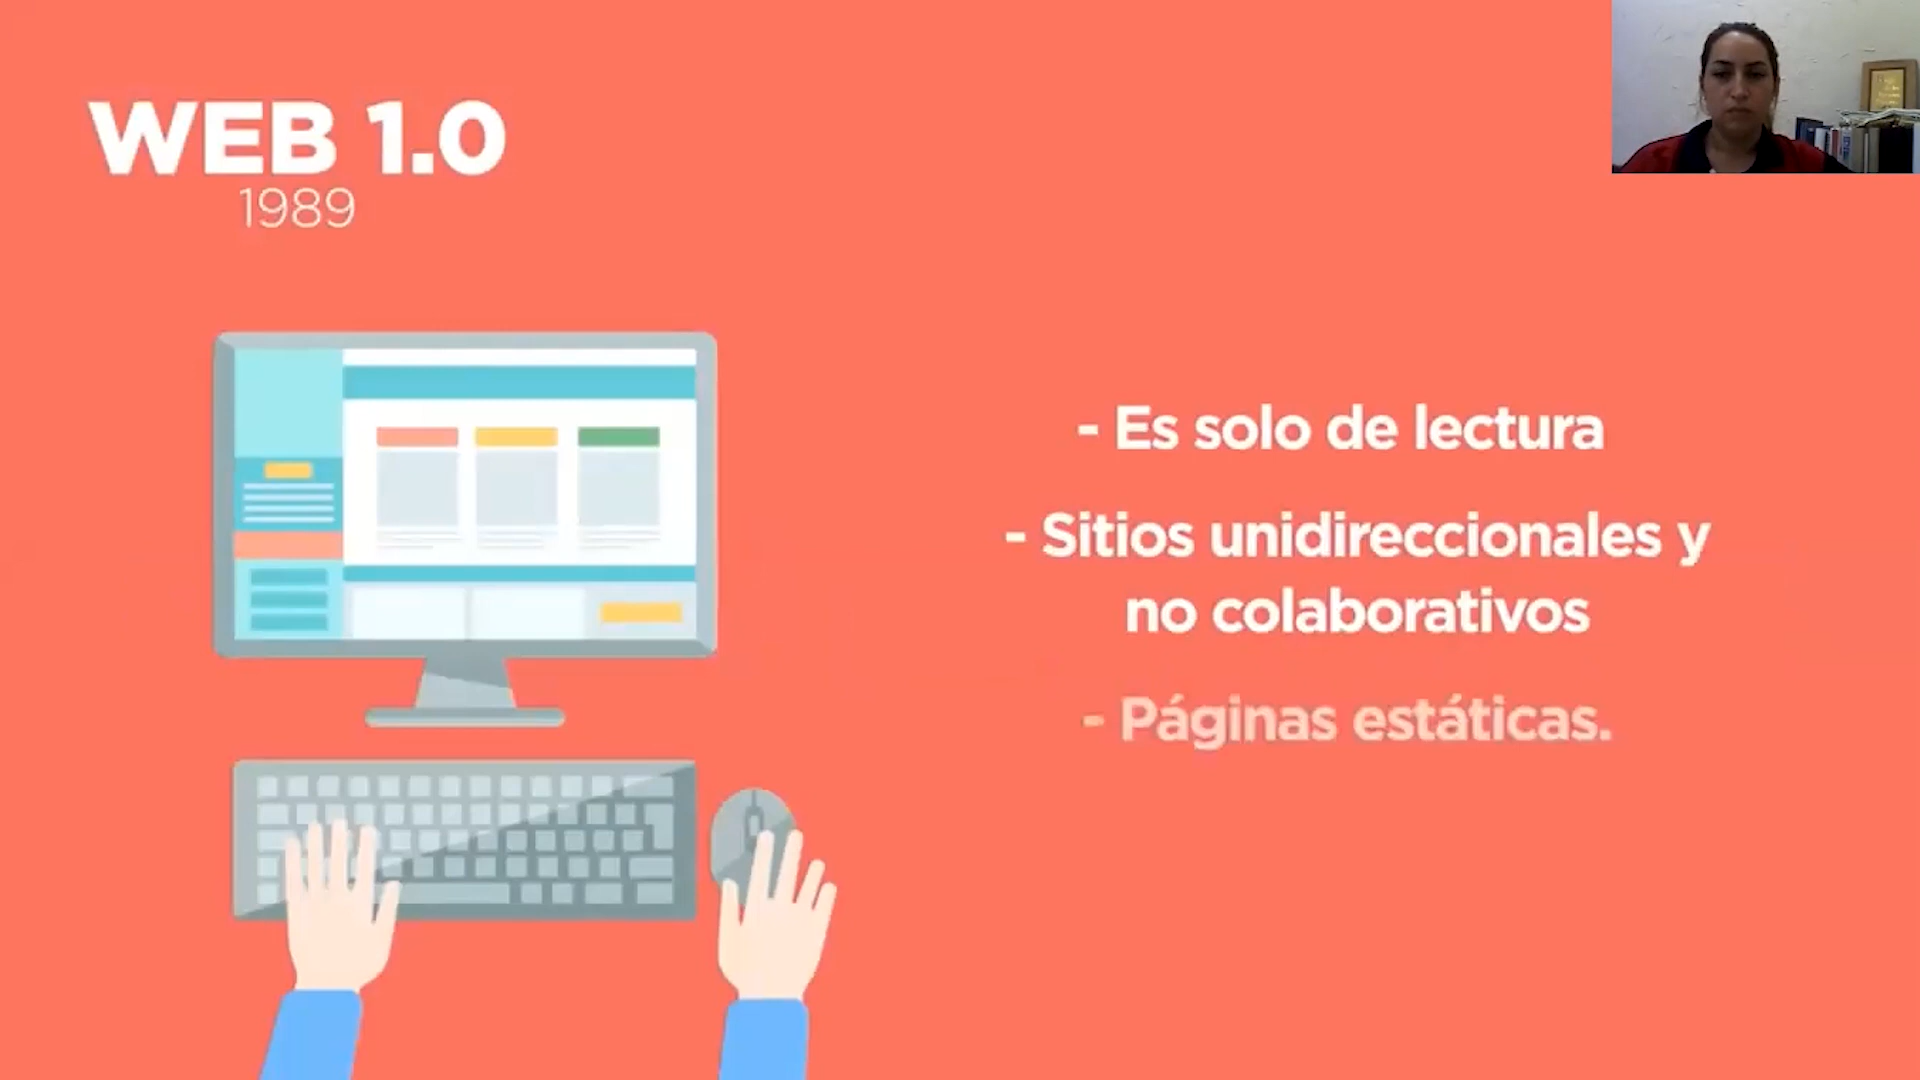 WEB 1.0
1989
- Es solo de lectura
- Sitios unidireccionales y
no colaborativos
- Páginas estáticas.